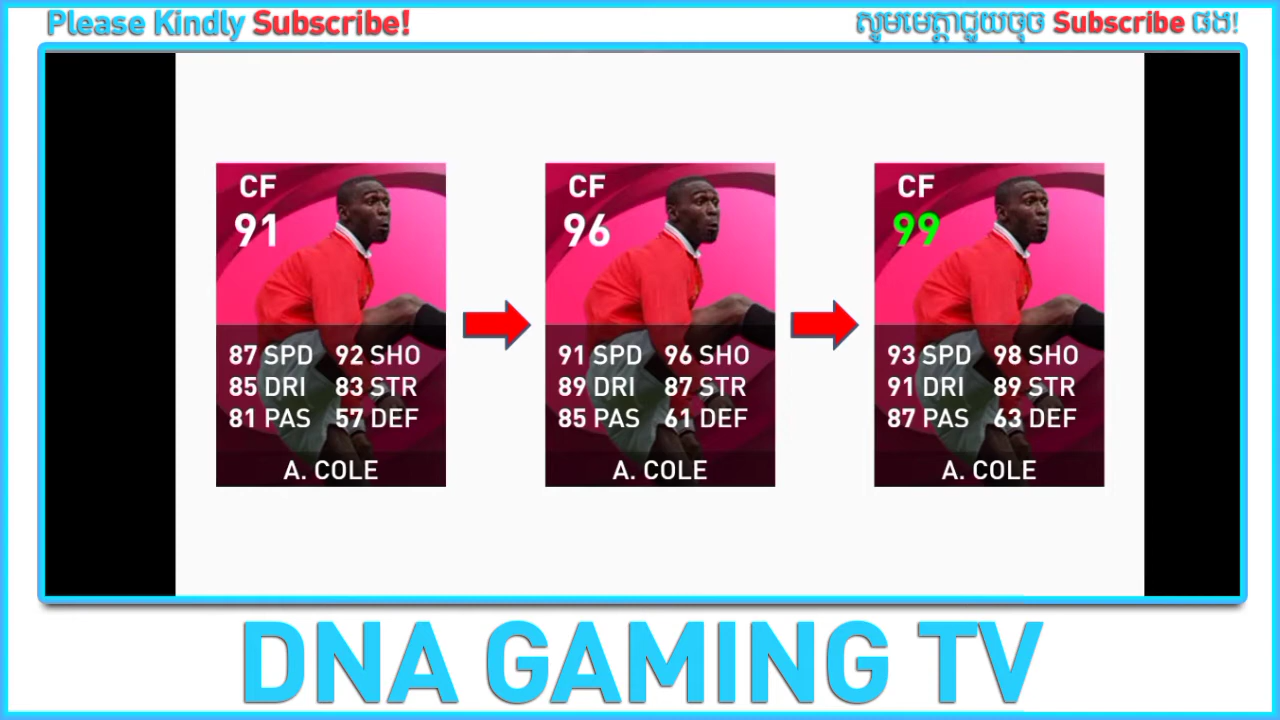 Please Kindly Subscribe!
សូមមេត្តាជួយចុច Subscribe ផង!
CF
91
87 SPD 92 SHO
85 DRI 83 STR
81 PAS 57 DEF
A. COLE
CF
96
91 SPD 96 SHO
89 DRI 87 STR
85 PAS 61 DEF
A. COLE
CF
99
93 SPD 98 SHO
91 DRI 89 STR
87 PAS 63 DEF
A. COLE
DNA GAMING TV